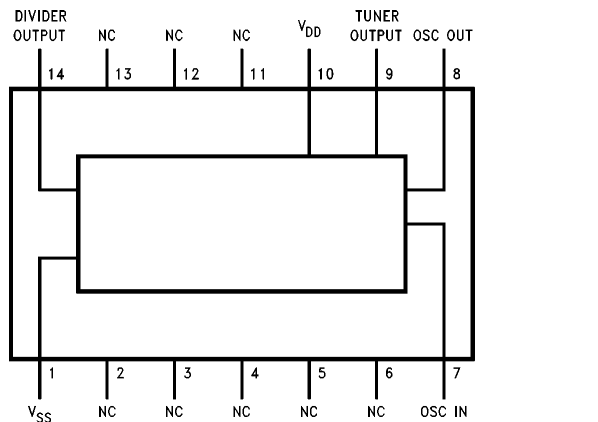 DIVIDER OUTPUT NC NC NC VDD TUNER OUTPUT OSC OUT
14 13 12 11 10 9 8
1 2 3 4 5 6 7
VSS NC NC NC NC NC OSC IN